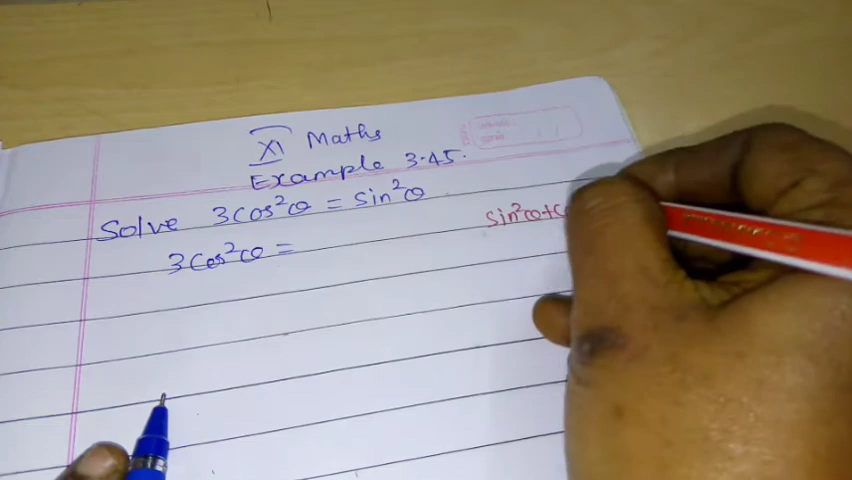 XI Maths
Example 3.45.
Solve 3cos²θ = sin²θ
3cos²θ =
sin²θ+c